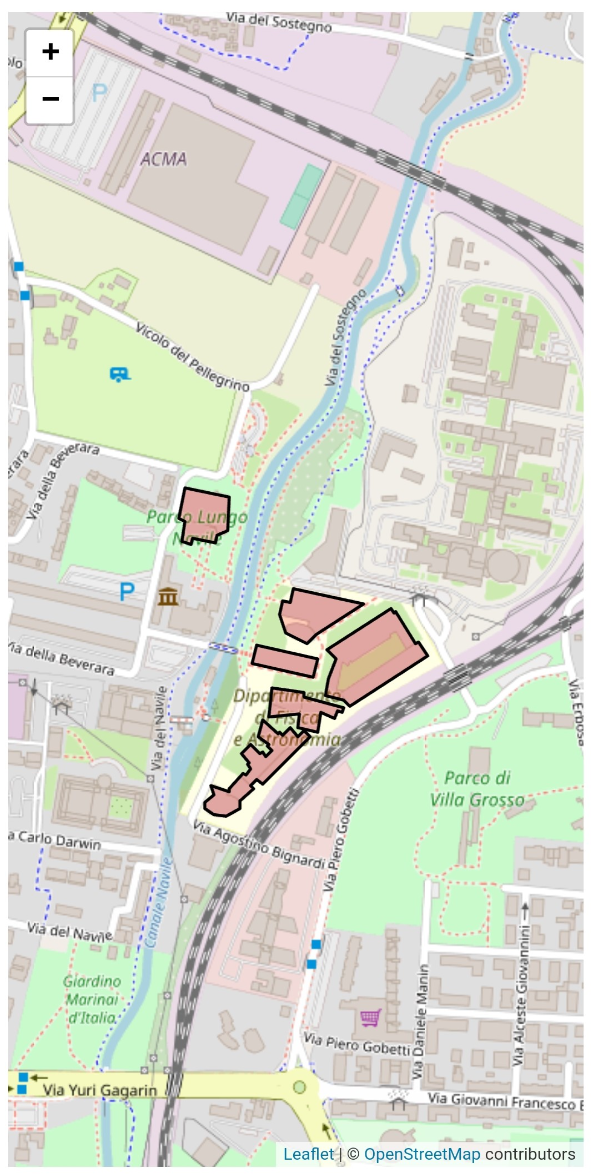 Via del Sostegno
+
−
P
ACMA
Via del Sostegno
Vicolo del Pellegrino
Via della Beverara
erara
Parco Lungo
Navile
P
Via della Beverara
Dipartimento
di Fisica
e Astronomia
Via del Navile
Via Erbosa
Parco di
Villa Grosso
Via Agostino Bignardi
Via Piero Gobetti
a Carlo Darwin
Canale Navile
Via del Navile
Giardino
Marinai
d'Italia
Via Daniele Manin
Via Alceste Giovannini
Via Piero Gobetti
Via Yuri Gagarin
Via Giovanni Francesco B
Leaflet | © OpenStreetMap contributors